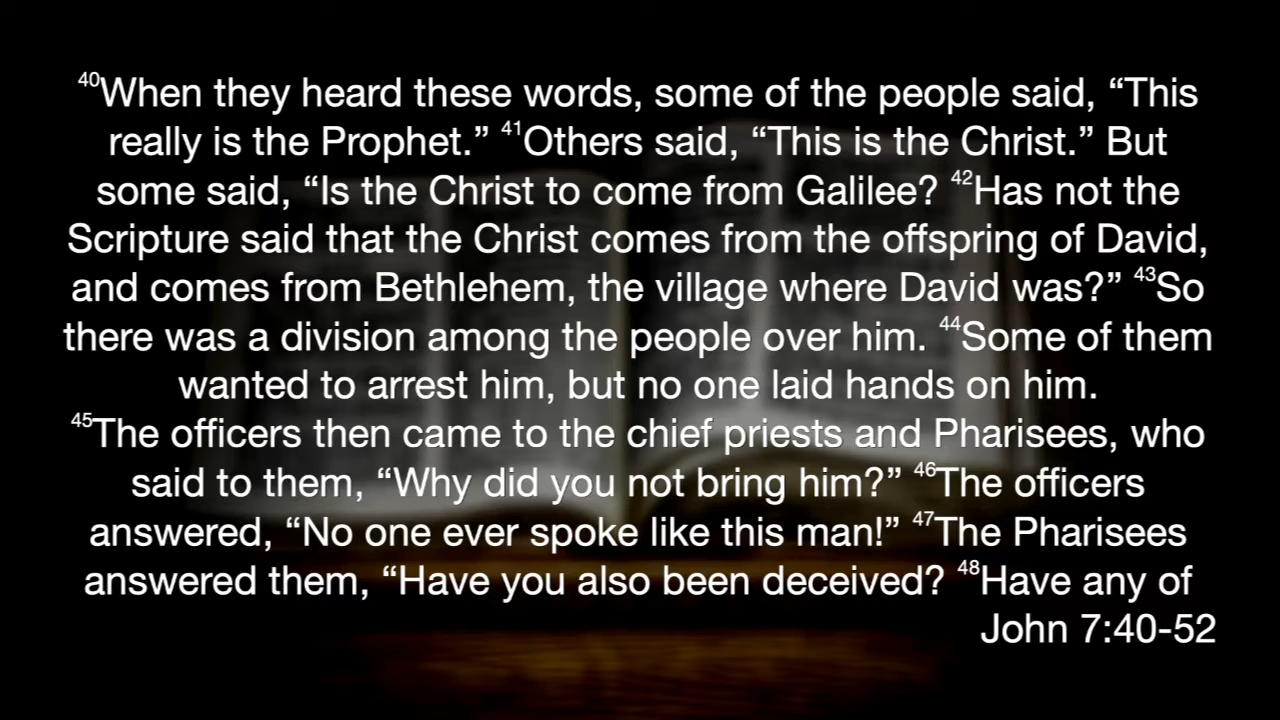 40When they heard these words, some of the people said, “This
really is the Prophet.” 41Others said, “This is the Christ.” But
some said, “Is the Christ to come from Galilee? 42Has not the
Scripture said that the Christ comes from the offspring of David,
and comes from Bethlehem, the village where David was?” 43So
there was a division among the people over him. 44Some of them
wanted to arrest him, but no one laid hands on him.
45The officers then came to the chief priests and Pharisees, who
said to them, “Why did you not bring him?” 46The officers
answered, “No one ever spoke like this man!” 47The Pharisees
answered them, “Have you also been deceived? 48Have any of
John 7:40-52